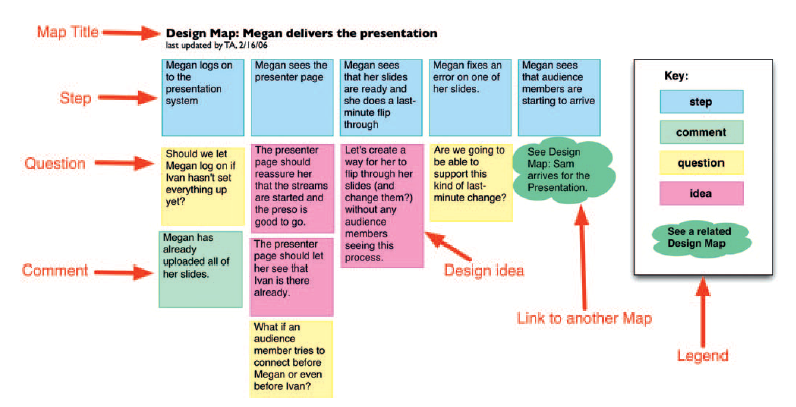 Map Title
Design Map: Megan delivers the presentation
last updated by TA, 2/16/06
Step
Megan logs on
to the
presentation
system
Megan sees the
presenter page
Megan sees
that her slides
are ready and
she does a last-
minute flip
through
Megan fixes an
error on one of
her slides.
Megan sees
that audience
members are
starting to arrive
Question
Should we let
Megan log on if
Ivan hasn't set
everything up
yet?
The presenter
page should
reassure her
that the streams
are started and
the preso is
good to go.
Let's create a
way for her to
flip through her
slides (and
change them?)
without any
audience
members
seeing this
process.
Are we going to
be able to
support this
kind of last-
minute change?
See Design
Map: Sam
arrives for the
Presentation.
Comment
Megan has
already
uploaded all of
her slides.
The presenter
page should let
her see that
Ivan is there
already.
What if an
audience
member tries to
connect before
Megan or even
before Ivan?
Design idea
Link to another Map
Key:
step
comment
question
idea
See a related
Design Map
Legend